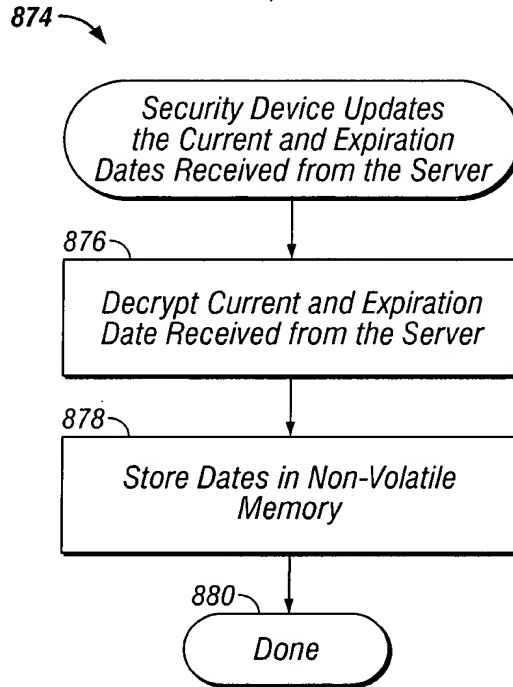 874
Security Device Updates
the Current and Expiration
Dates Received from the Server
876
Decrypt Current and Expiration
Date Received from the Server
878
Store Dates in Non-Volatile
Memory
880
Done